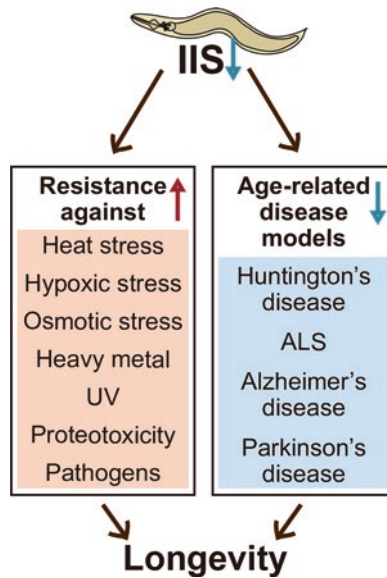 IIS
Resistance
against
Heat stress
Hypoxic stress
Osmotic stress
Heavy metal
UV
Proteotoxicity
Pathogens
Age-related
disease
models
Huntington's
disease
ALS
Alzheimer's
disease
Parkinson's
disease
Longevity